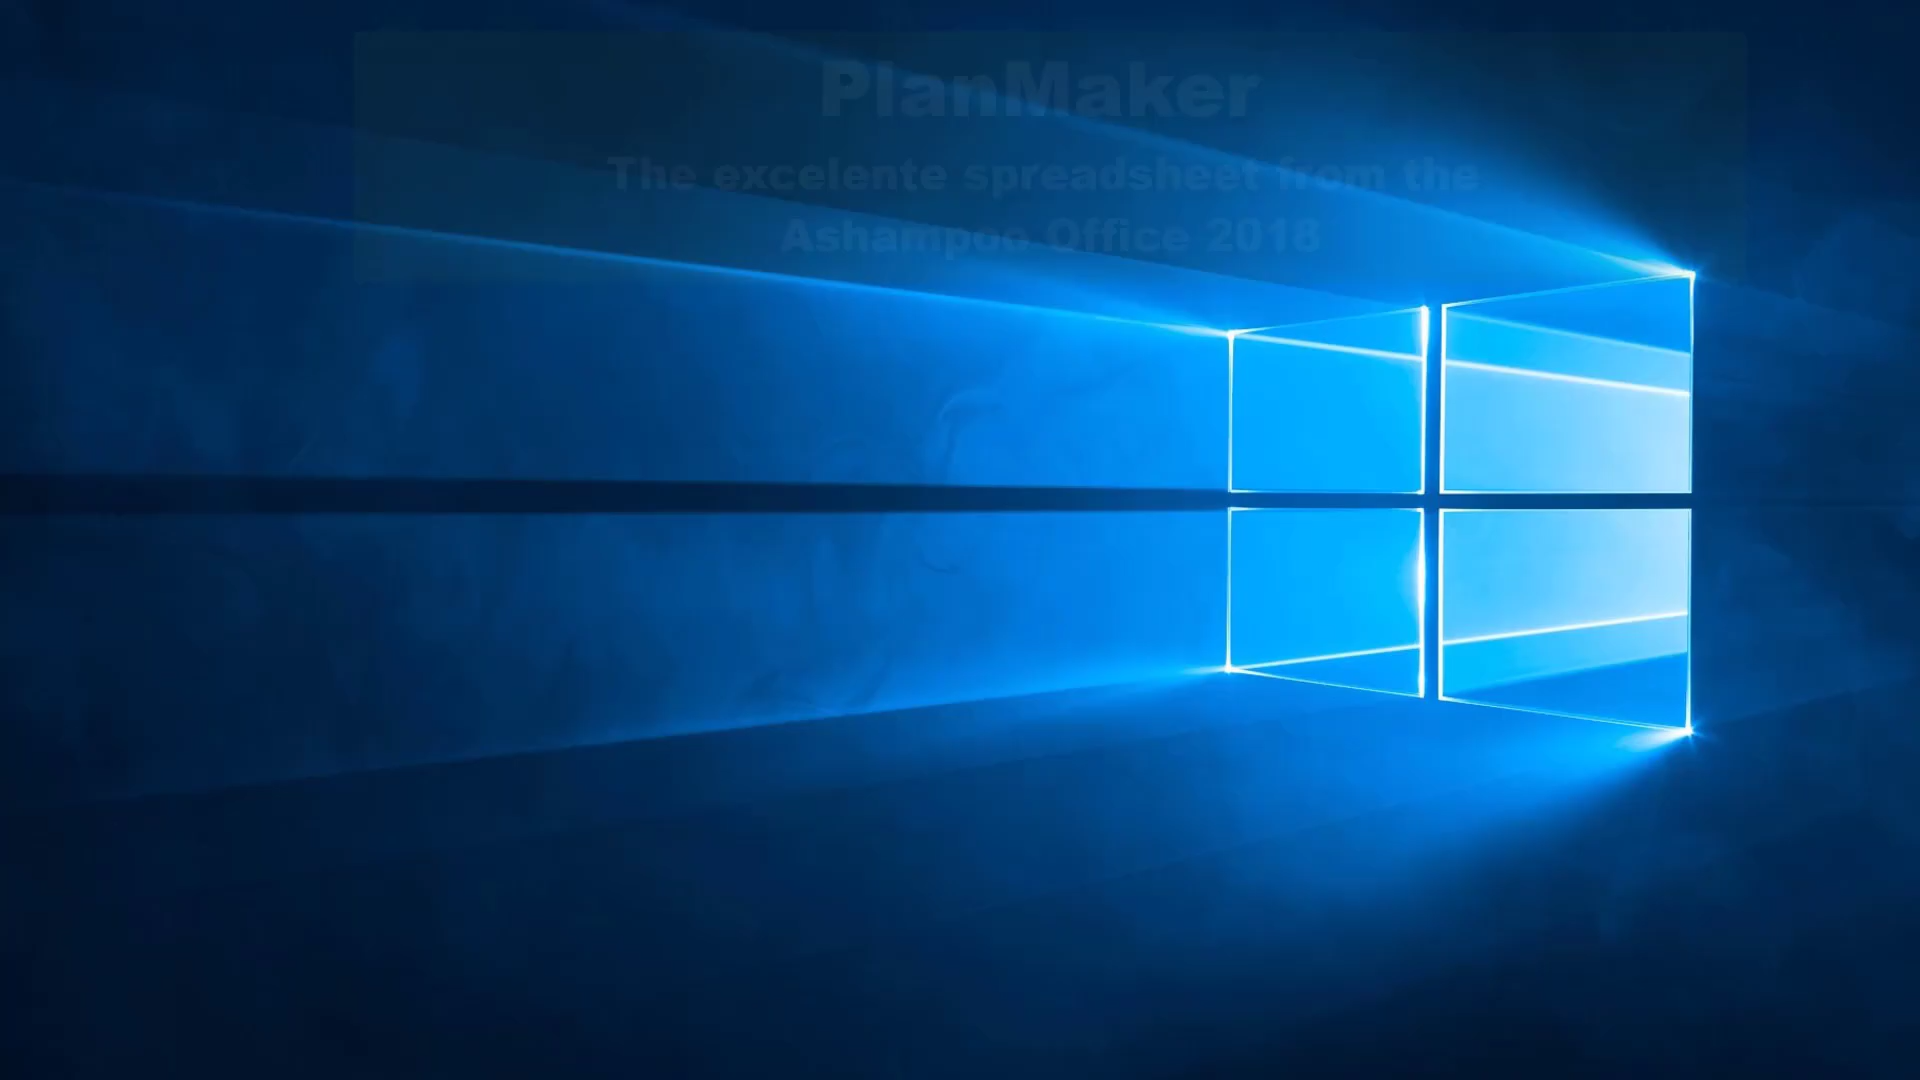 PlanMaker
The excelente spreadsheet from the
Ashampoo Office 2018